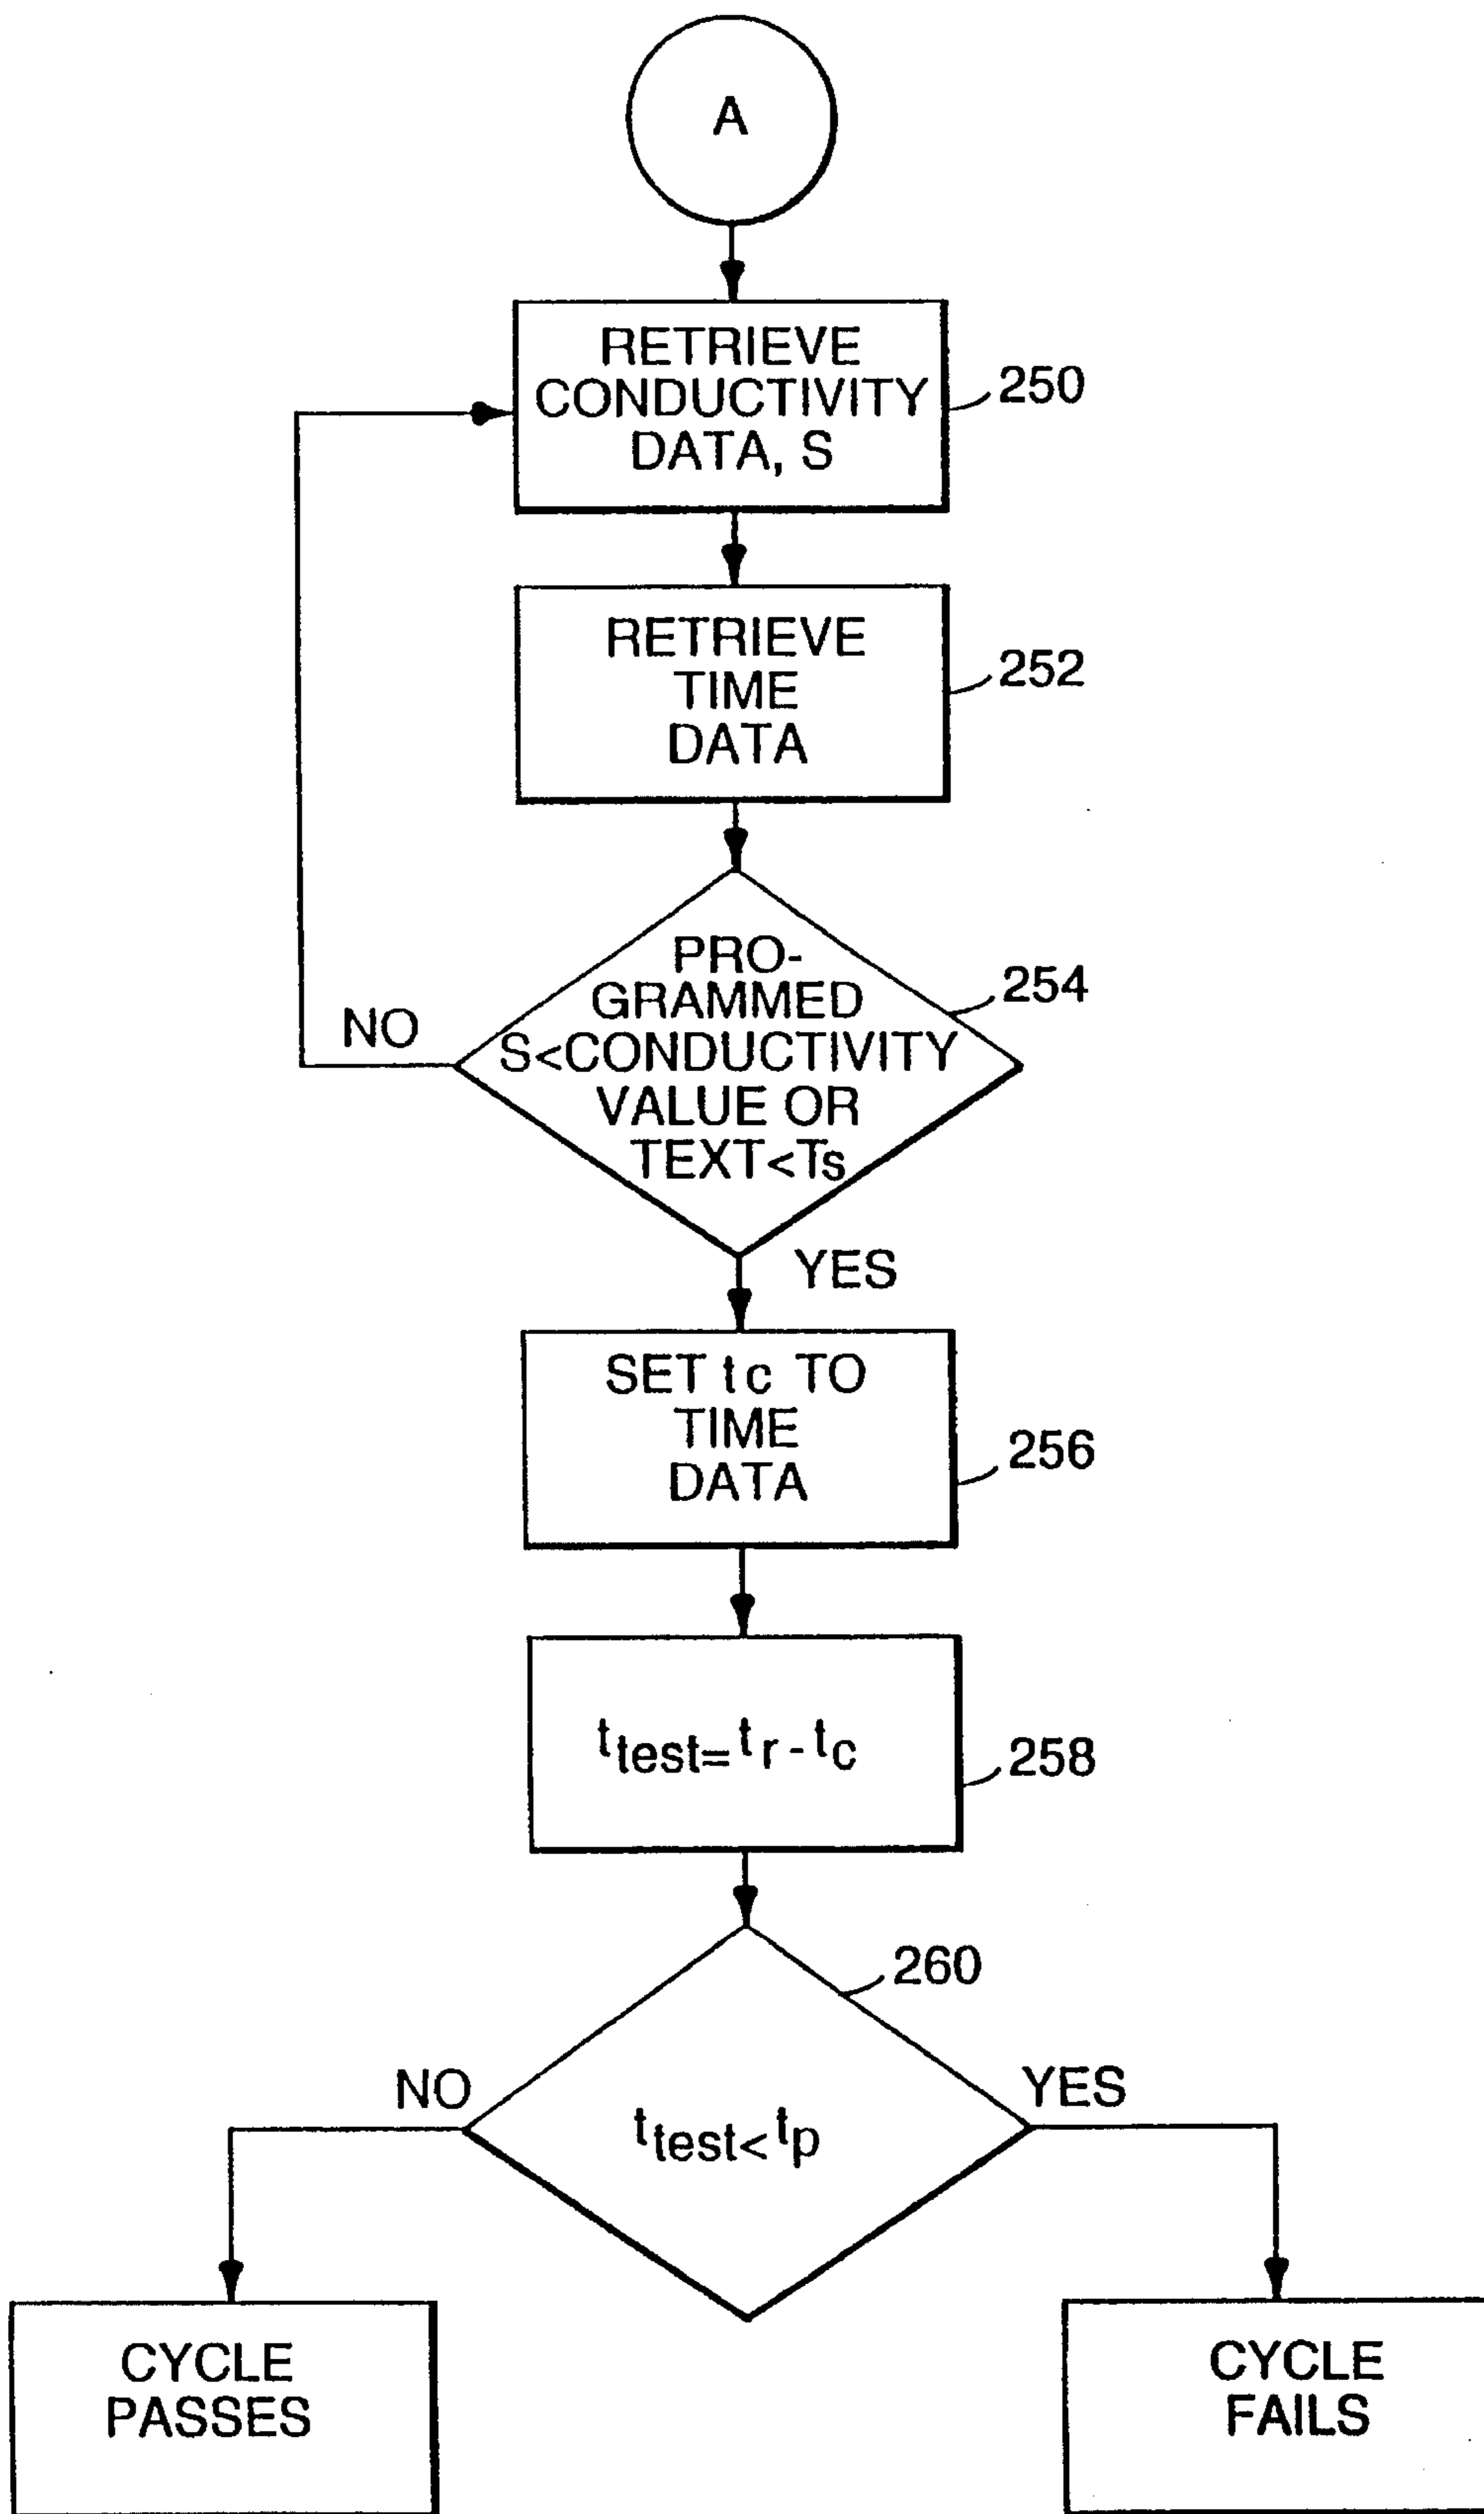 A
RETRIEVE
CONDUCTIVITY
DATA, S
250
RETRIEVE
TIME
DATA
252
PRO-
GRAMMED
S<CONDUCTIVITY
VALUE OR
TEXT<Ts
254
NO
YES
SET tc TO
TIME
DATA
256
ttest=tr-tc
258
260
NO
YES
ttest<tp
CYCLE
PASSES
CYCLE
FAILS